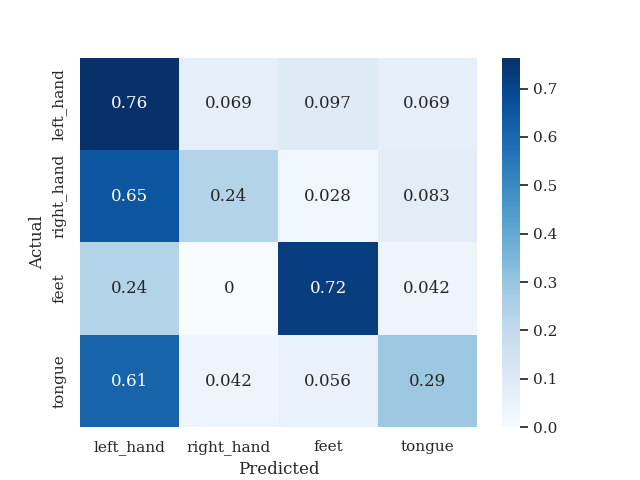 left_hand 0.76 0.069 0.097 0.069
right_hand 0.65 0.24 0.028 0.083
feet 0.24 0 0.72 0.042
tongue 0.61 0.042 0.056 0.29
left_hand right_hand feet tongue
Predicted
Actual
0.7
0.6
0.5
0.4
0.3
0.2
0.1
0.0